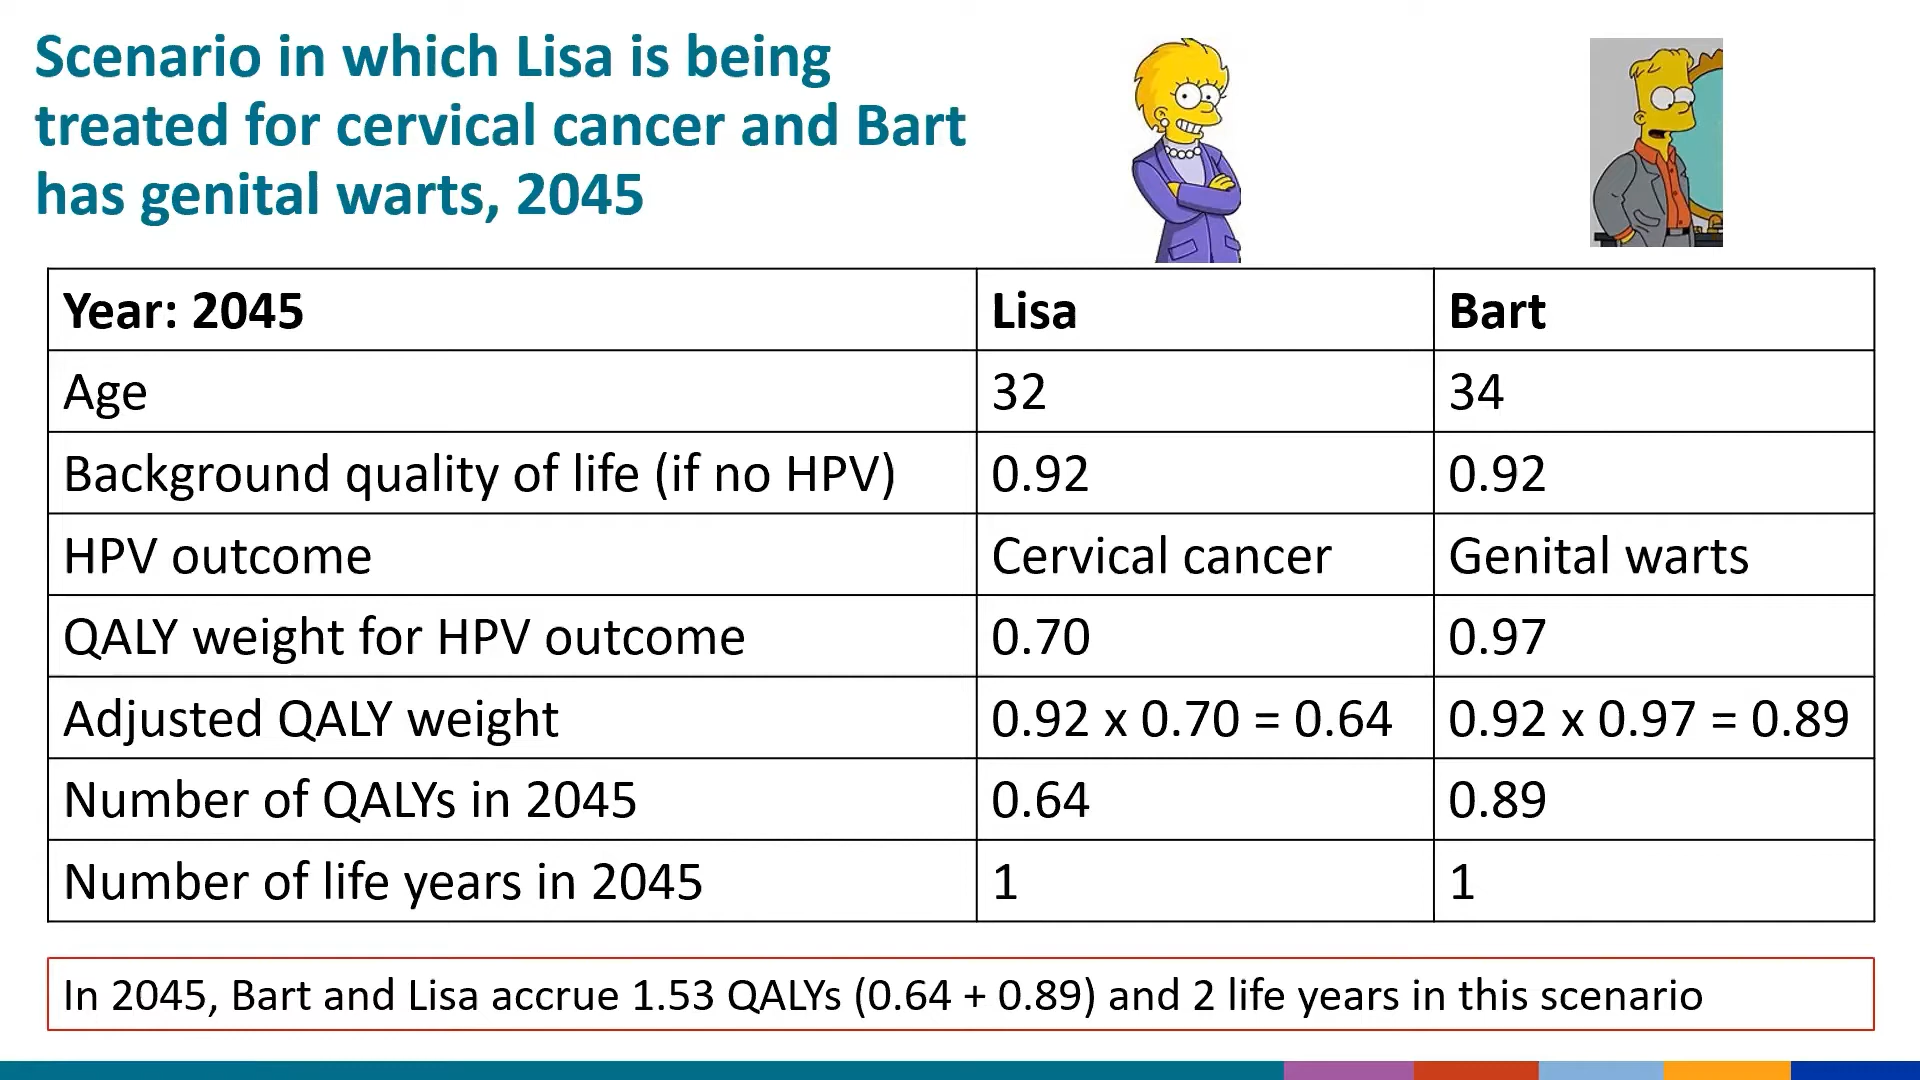 Scenario in which Lisa is being
treated for cervical cancer and Bart
has genital warts, 2045
Year: 2045 Lisa Bart
Age 32 34
Background quality of life (if no HPV) 0.92 0.92
HPV outcome Cervical cancer Genital warts
QALY weight for HPV outcome 0.70 0.97
Adjusted QALY weight 0.92 x 0.70 = 0.64 0.92 x 0.97 = 0.89
Number of QALYs in 2045 0.64 0.89
Number of life years in 2045 1 1
In 2045, Bart and Lisa accrue 1.53 QALYs (0.64 + 0.89) and 2 life years in this scenario